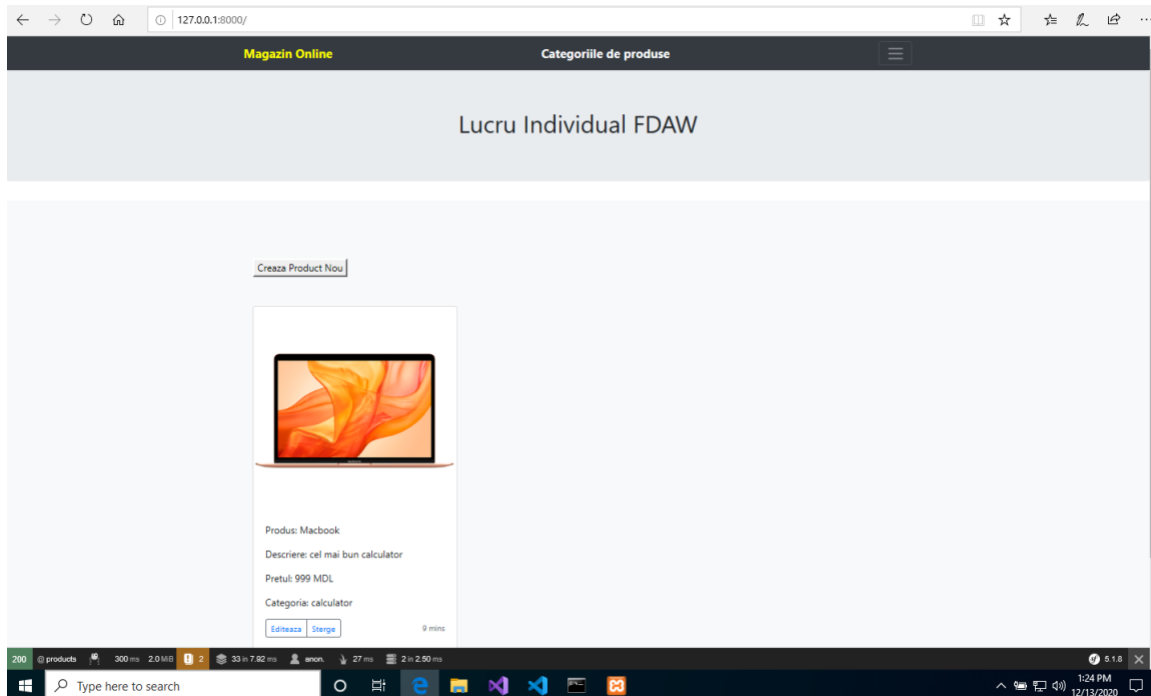 127.0.0.1:8000/
Magazin Online Categoriile de produse
Lucru Individual FDAW
Creaza Product Nou
Produs: Macbook
Descriere: cel mai bun calculator
Pretul: 999 MDL
Categoria: calculator
Editeaza Sterge 9 mins
200 @ products 300 ms 2.0 MiB 2 33 in 7.92 ms anon. 27 ms 2 in 2.50 ms 5.1.8
Type here to search
1:24 PM
12/13/2020